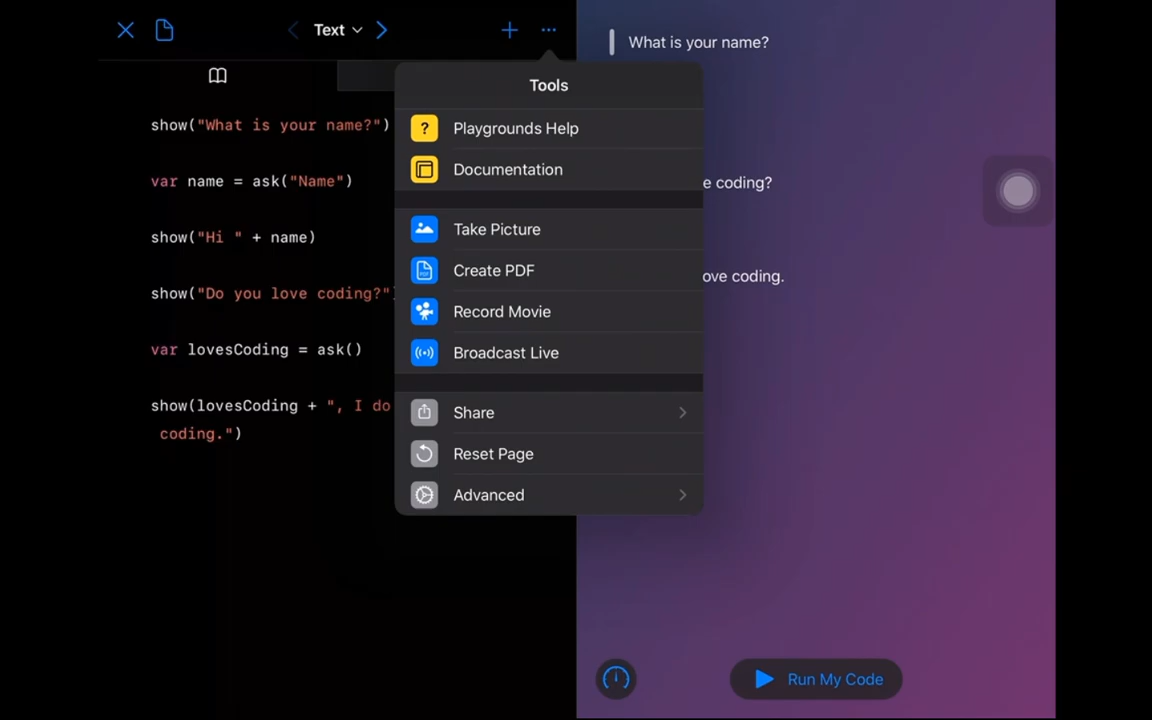 Text
show("What is your name?")
var name = ask("Name")
show("Hi " + name)
show("Do you love coding?"
var lovesCoding = ask()
show(lovesCoding + ", I do
coding.")
Tools
?
Playgrounds Help
Documentation
Take Picture
PDF
Create PDF
Record Movie
Broadcast Live
Share
Reset Page
Advanced
What is your name?
e coding?
ove coding.
Run My Code